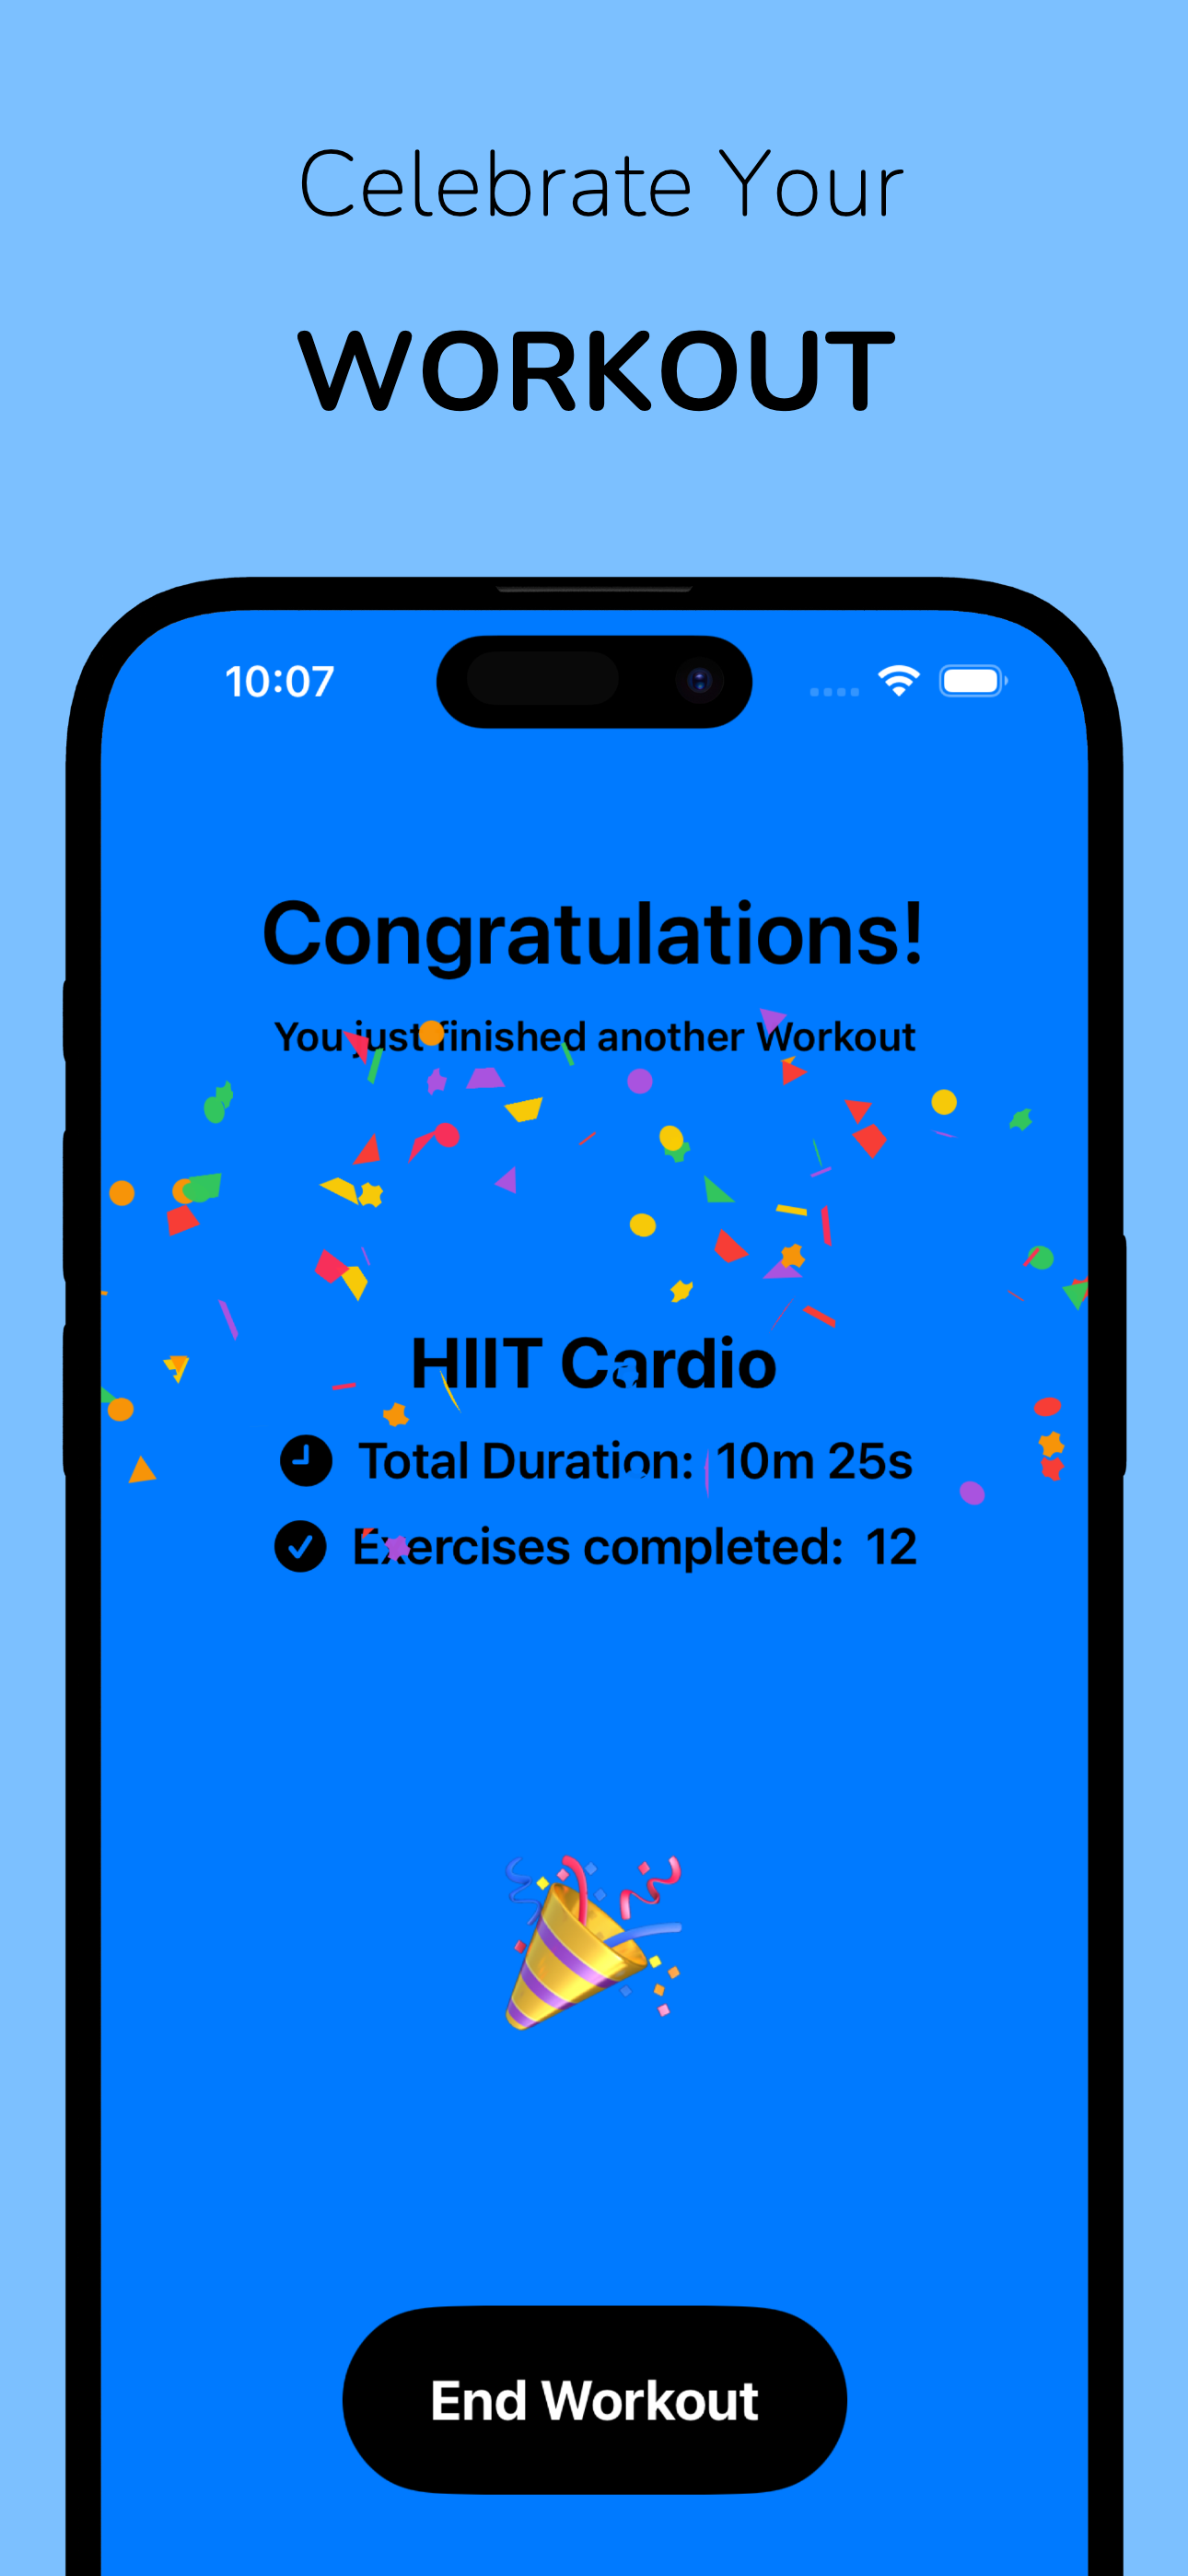 Celebrate Your
WORKOUT
10:07
Congratulations!
You just finished another Workout
HIIT Cardio
Total Duration: 10m 25s
Exercises completed: 12
End Workout